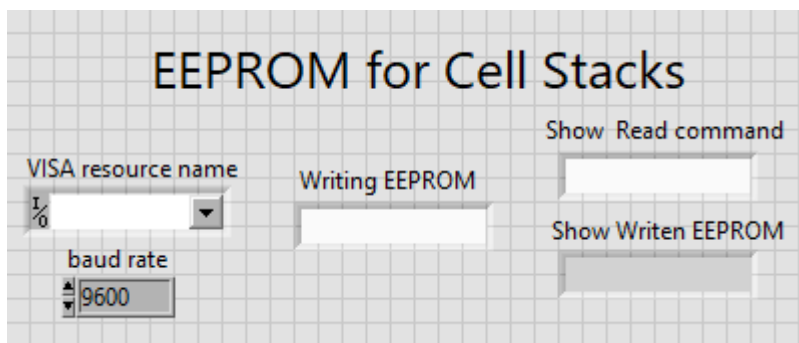 EEPROM for Cell Stacks
Show Read command
VISA resource name
Writing EEPROM
I/O
Show Writen EEPROM
baud rate
9600